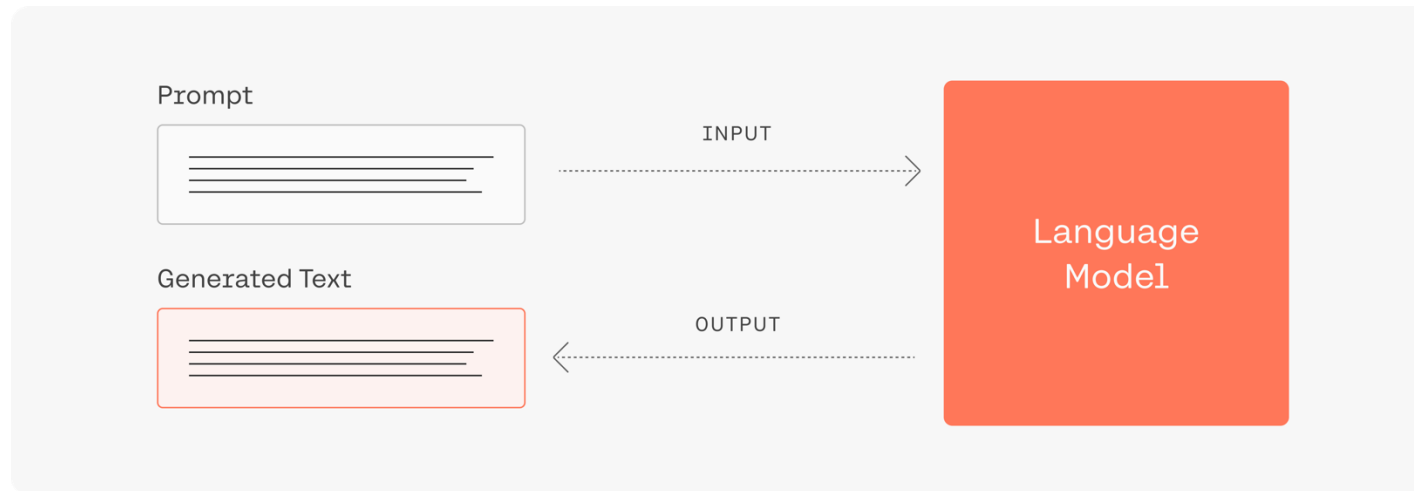 Prompt
INPUT
Language
Model
Generated Text
OUTPUT